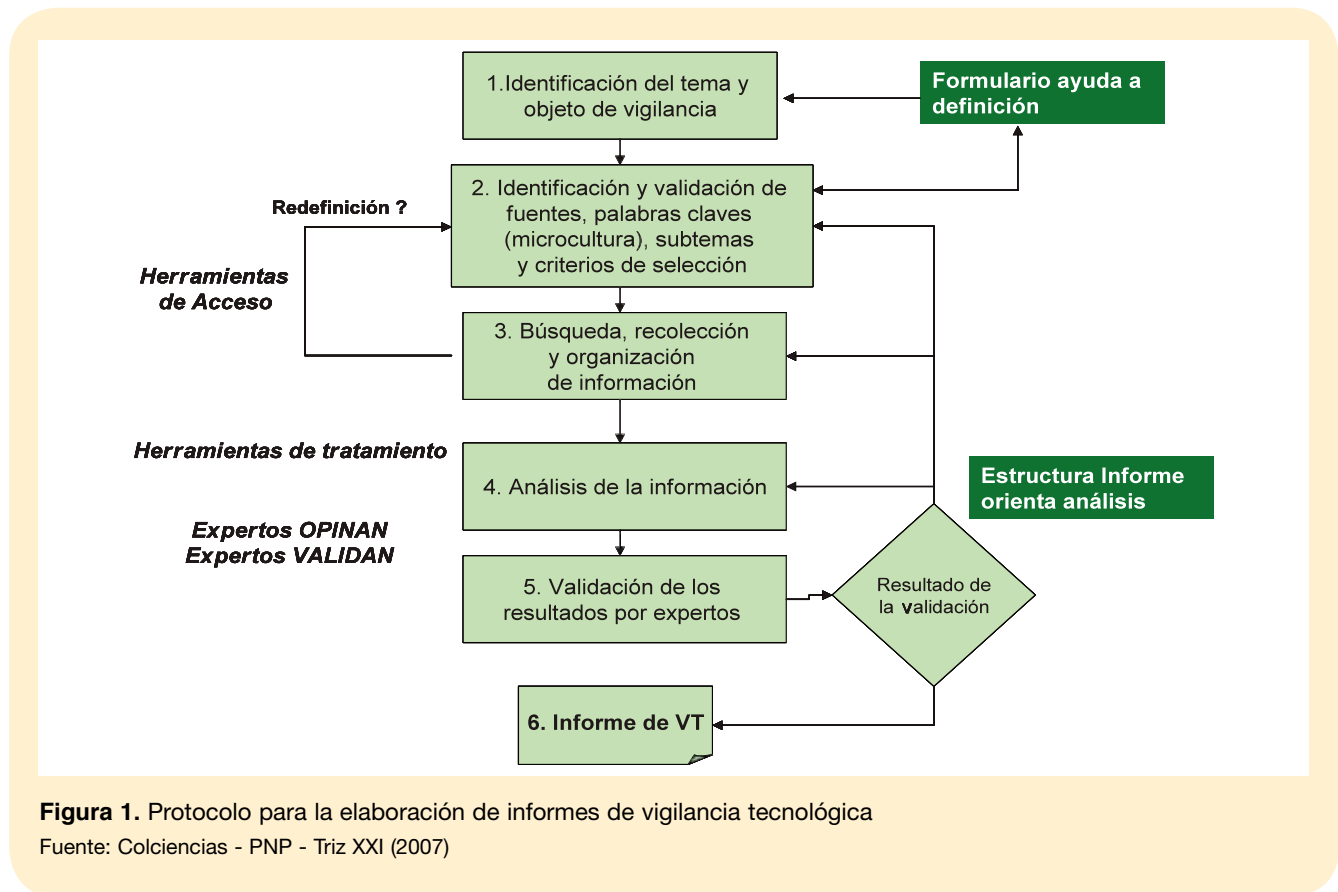 1.Identificación del tema y
objeto de vigilancia
Formulario ayuda a
definición
2. Identificación y validación de
fuentes, palabras claves
(microcultura), subtemas
y criterios de selección
Redefinición ?
Herramientas
de Acceso
3. Búsqueda, recolección
y organización
de información
Herramientas de tratamiento
4. Análisis de la información
Estructura Informe
orienta análisis
Expertos OPINAN
Expertos VALIDAN
5. Validación de los
resultados por expertos
Resultado de
la validación
6. Informe de VT
Figura 1. Protocolo para la elaboración de informes de vigilancia tecnológica
Fuente: Colciencias - PNP - Triz XXI (2007)